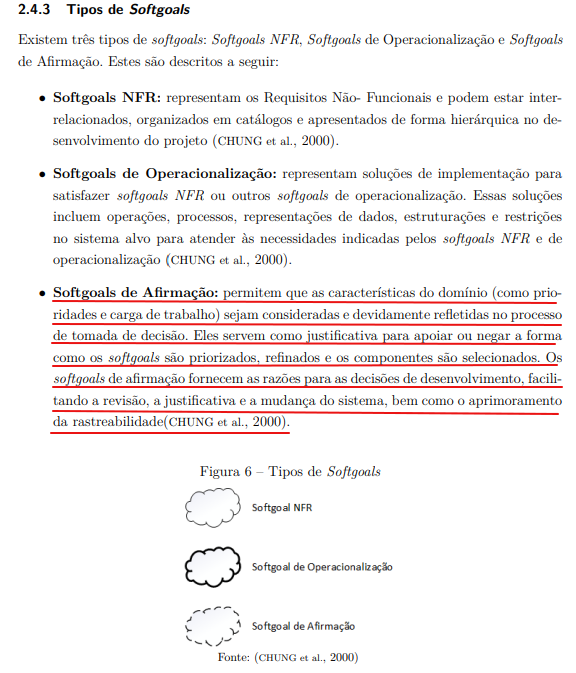 2.4.3 Tipos de Softgoals
Existem três tipos de softgoals: Softgoals NFR, Softgoals de Operacionalização e Softgoals
de Afirmação. Estes são descritos a seguir:
• Softgoals NFR: representam os Requisitos Não- Funcionais e podem estar inter-
relacionados, organizados em catálogos e apresentados de forma hierárquica no de-
senvolvimento do projeto (CHUNG et al., 2000).
• Softgoals de Operacionalização: representam soluções de implementação para
satisfazer softgoals NFR ou outros softgoals de operacionalização. Essas soluções
incluem operações, processos, representações de dados, estruturações e restrições
no sistema alvo para atender às necessidades indicadas pelos softgoals NFR e de
operacionalização (CHUNG et al., 2000).
• Softgoals de Afirmação: permitem que as características do domínio (como prio-
ridades e carga de trabalho) sejam consideradas e devidamente refletidas no processo
de tomada de decisão. Eles servem como justificativa para apoiar ou negar a forma
como os softgoals são priorizados, refinados e os componentes são selecionados. Os
softgoals de afirmação fornecem as razões para as decisões de desenvolvimento, facili-
tando a revisão, a justificativa e a mudança do sistema, bem como o aprimoramento
da rastreabilidade(CHUNG et al., 2000).
Figura 6 – Tipos de Softgoals
Softgoal NFR
Softgoal de Operacionalização
Softgoal de Afirmação
Fonte: (CHUNG et al., 2000)